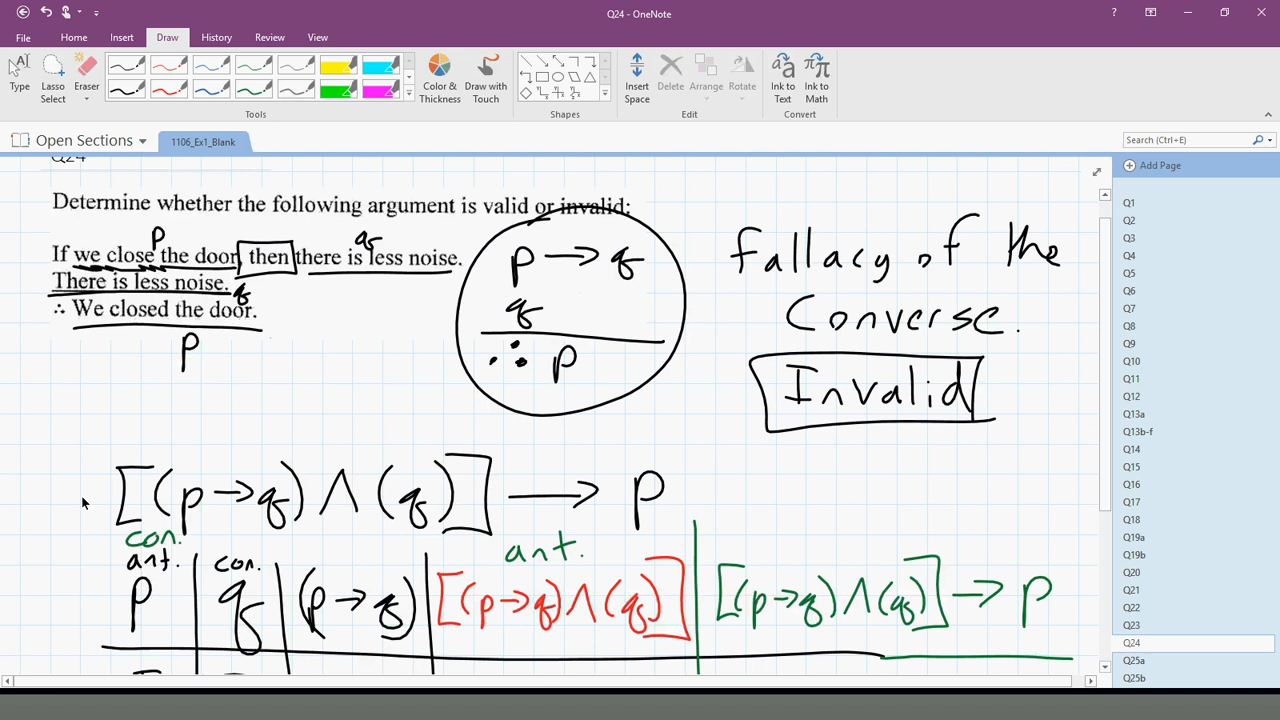 Q24 - OneNote
File Home Insert Draw History Review View
Type
Lasso Select
Eraser
Color & Thickness
Draw with Touch
Insert Space
Delete
Arrange
Rotate
Ink to Text
Ink to Math
Tools
Shapes
Edit
Convert
Open Sections
1106_Ex1_Blank
Search (Ctrl+E)
Q24
Determine whether the following argument is valid or invalid:
p q
If we close the door, then there is less noise.
There is less noise. q
∴ We closed the door.
p
p → q
q
∴ p
Fallacy of the
Converse.
Invalid
[(p→q) ∧ (q)] → p
con. ant.
ant. con.
p q (p→q) [(p→q)∧(q)] [(p→q)∧(q)] → p
Add Page
Q1
Q2
Q3
Q4
Q5
Q6
Q7
Q8
Q9
Q10
Q11
Q12
Q13a
Q13b-f
Q14
Q15
Q16
Q17
Q18
Q19a
Q19b
Q20
Q21
Q22
Q23
Q24
Q25a
Q25b